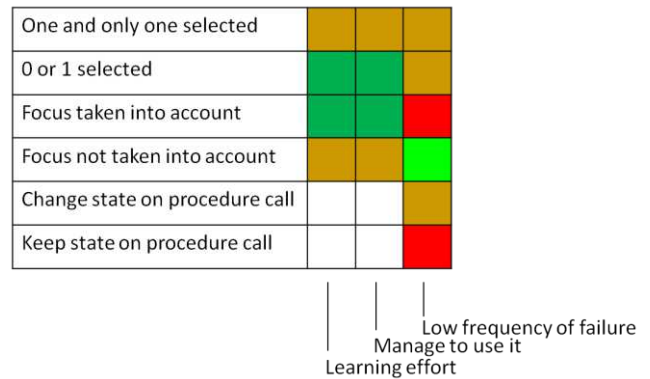 One and only one selected
0 or 1 selected
Focus taken into account
Focus not taken into account
Change state on procedure call
Keep state on procedure call
Low frequency of failure
Manage to use it
Learning effort